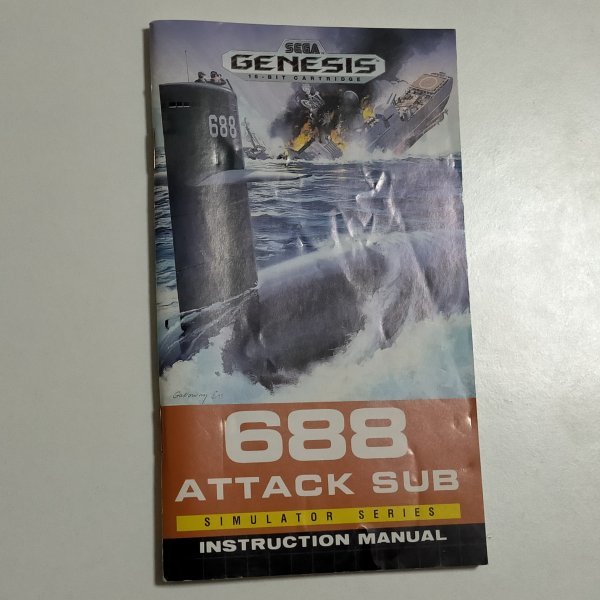 SEGA
GENESIS
16-BIT CARTRIDGE
688
688
ATTACK SUB
SIMULATOR SERIES
INSTRUCTION MANUAL